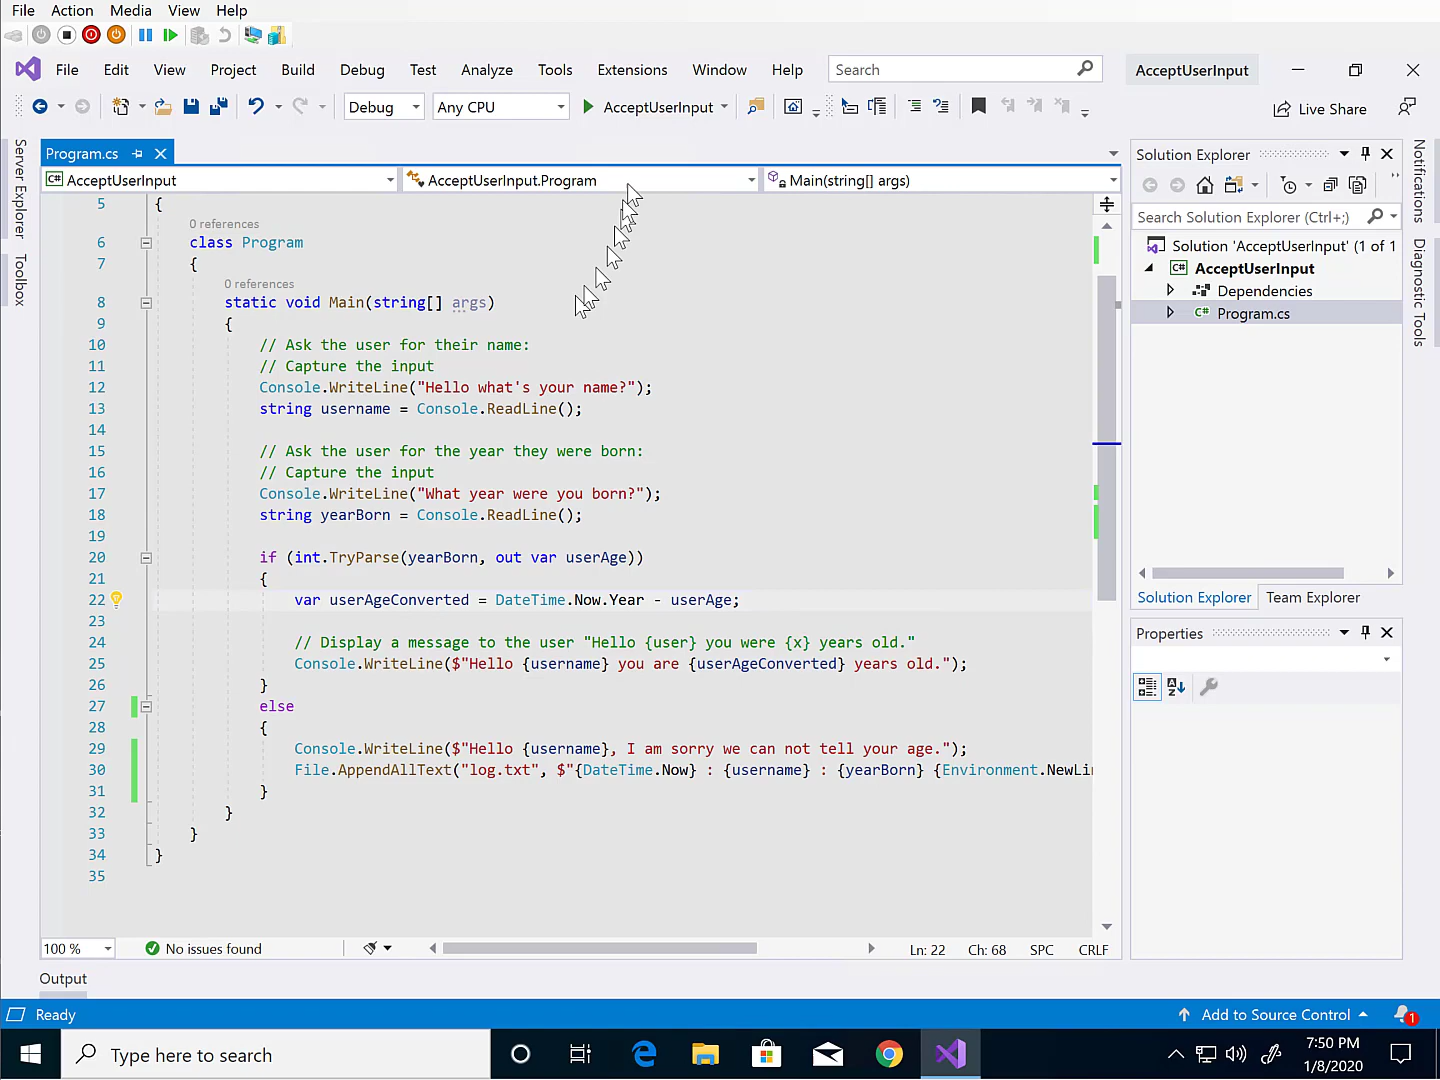 File Action Media View Help
File Edit View Project Build Debug Test Analyze Tools Extensions Window Help Search AcceptUserInput
Debug Any CPU AcceptUserInput Live Share
Server Explorer
Toolbox
Program.cs
AcceptUserInput AcceptUserInput.Program Main(string[] args)
5 {
0 references
6 class Program
7 {
0 references
8 static void Main(string[] args)
9 {
10 // Ask the user for their name:
11 // Capture the input
12 Console.WriteLine("Hello what's your name?");
13 string username = Console.ReadLine();
14
15 // Ask the user for the year they were born:
16 // Capture the input
17 Console.WriteLine("What year were you born?");
18 string yearBorn = Console.ReadLine();
19
20 if (int.TryParse(yearBorn, out var userAge))
21 {
22 var userAgeConverted = DateTime.Now.Year - userAge;
23
24 // Display a message to the user "Hello {user} you were {x} years old."
25 Console.WriteLine($"Hello {username} you are {userAgeConverted} years old.");
26 }
27 else
28 {
29 Console.WriteLine($"Hello {username}, I am sorry we can not tell your age.");
30 File.AppendAllText("log.txt", $"{DateTime.Now} : {username} : {yearBorn} {Environment.NewLi
31 }
32 }
33 }
34 }
35
100 % No issues found Ln: 22 Ch: 68 SPC CRLF
Output
Solution Explorer
Search Solution Explorer (Ctrl+;)
Solution 'AcceptUserInput' (1 of 1
AcceptUserInput
Dependencies
C# Program.cs
Solution Explorer Team Explorer
Properties
Notifications
Diagnostic Tools
Ready Add to Source Control 1
Type here to search
7:50 PM
1/8/2020